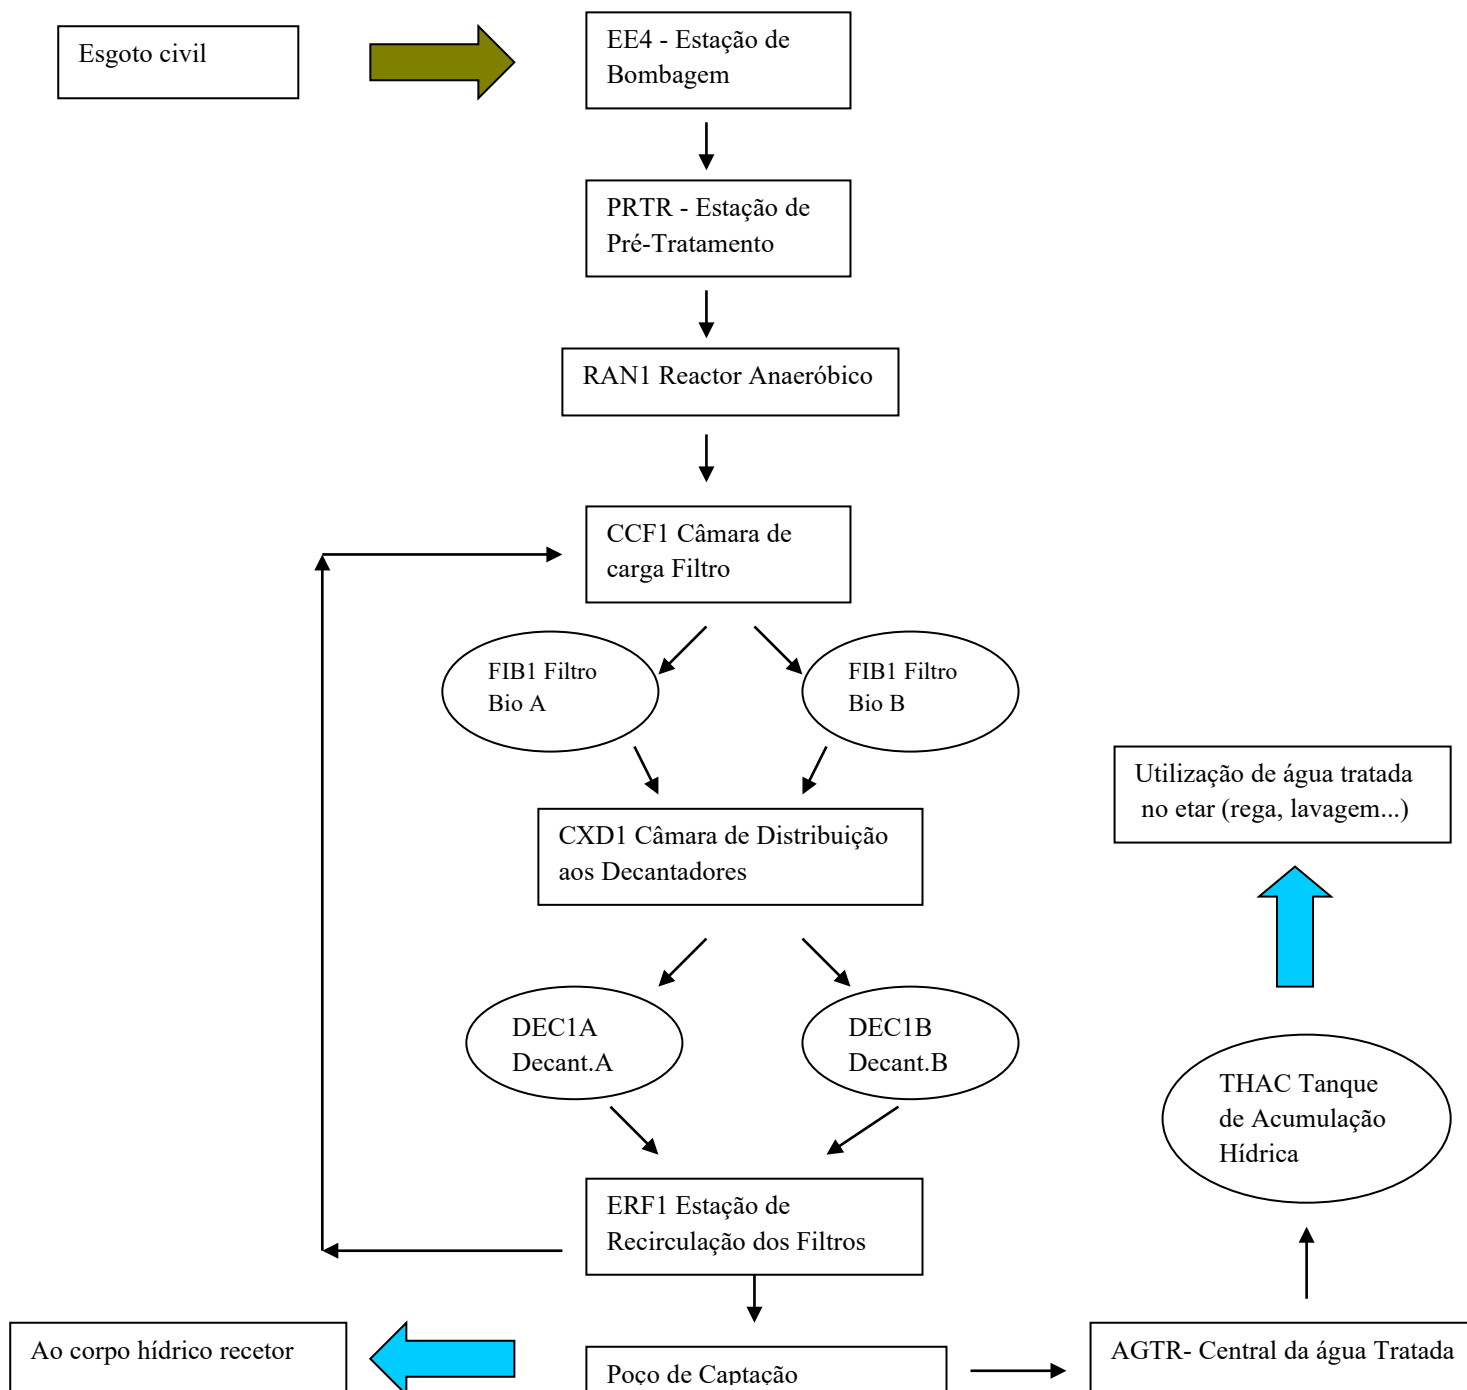 Esgoto civil
EE4 - Estação de
Bombagem
PRTR - Estação de
Pré-Tratamento
RAN1 Reactor Anaeróbico
CCF1 Câmara de
carga Filtro
FIB1 Filtro
Bio A
FIB1 Filtro
Bio B
CXD1 Câmara de Distribuição
aos Decantadores
Utilização de água tratada
no etar (rega, lavagem...)
DEC1A
Decant.A
DEC1B
Decant.B
THAC Tanque
de Acumulação
Hídrica
ERF1 Estação de
Recirculação dos Filtros
Ao corpo hídrico recetor
Poço de Captação
AGTR- Central da água Tratada